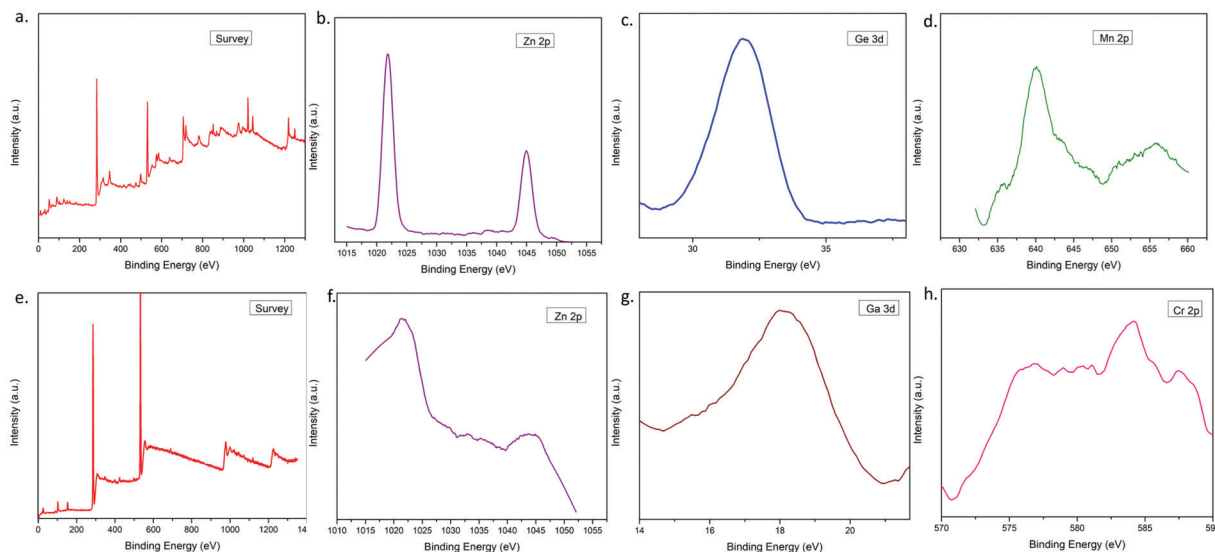 a.
Survey
Intensity (a.u.)
0 200 400 600 800 1000 1200
Binding Energy (eV)
b.
Zn 2p
Intensity (a.u.)
1015 1020 1025 1030 1035 1040 1045 1050 1055
Binding Energy (eV)
c.
Ge 3d
Intensity (a.u.)
30 35
Binding Energy (eV)
d.
Mn 2p
Intensity (a.u.)
630 635 640 645 650 655 660
Binding Energy (eV)
e.
Survey
Intensity (a.u.)
0 200 400 600 800 1000 1200 14
Binding Energy (eV)
f.
Zn 2p
Intensity (a.u.)
1010 1015 1020 1025 1030 1035 1040 1045 1050 1055
Binding Energy (eV)
g.
Ga 3d
Intensity (a.u.)
14 16 18 20
Binding Energy (eV)
h.
Cr 2p
Intensity (a.u.)
570 575 580 585 59
Binding Energy (eV)